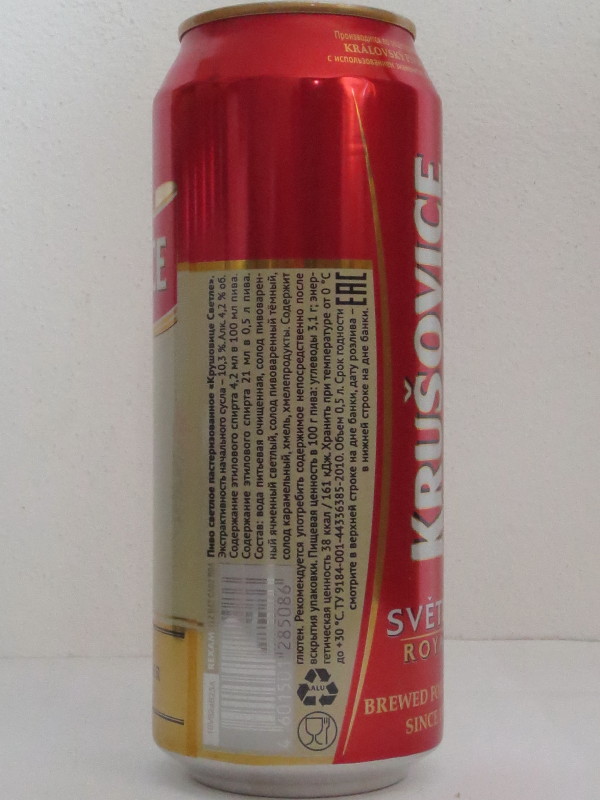 KRÁLOVSKÝ
с использованием
KRUŠOVICE
SVĚT
ROY
BREWED FO
SINCE
TE
Пиво светлое пастеризованное «Крушовице Светле».
Экстрактивность начального сусла – 10,3 %. Алк. 4,2 % об.
Содержание этилового спирта 4,2 мл в 100 мл пива.
Содержание этилового спирта 21 мл в 0,5 л пива.
Состав: вода питьевая очищенная, солод пивоварен-
ный ячменный светлый, солод пивоваренный тёмный,
солод карамельный, хмель, хмелепродукты. Содержит
глютен. Рекомендуется употребить содержимое непосредственно после
вскрытия упаковки. Пищевая ценность в 100 г пива: углеводы 3,1 г; энер-
гетическая ценность 38 ккал / 161 кДж. Хранить при температуре от 0 °C
до +30 °C. ТУ 9184-001-44336385-2010. Объем 0,5 л. Срок годности
смотрите в верхней строке на дне банки, дату розлива –
в нижней строке на дне банки.
EAC
285086
ALU